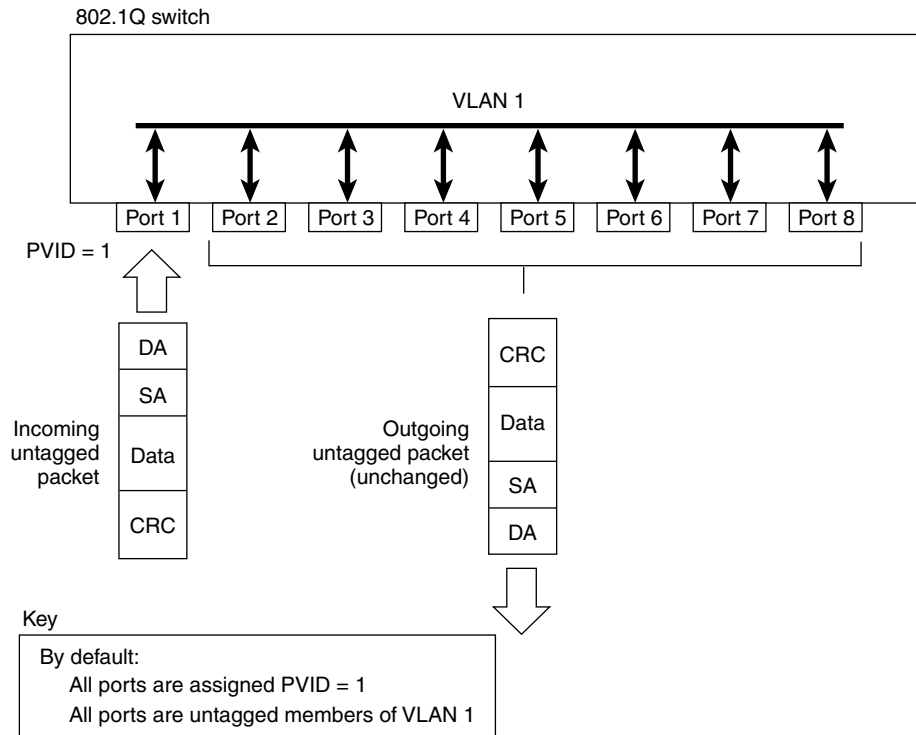 802.1Q switch
VLAN 1
Port 1
Port 2
Port 3
Port 4
Port 5
Port 6
Port 7
Port 8
PVID = 1
Incoming
untagged
packet
DA
SA
Data
CRC
Outgoing
untagged packet
(unchanged)
CRC
Data
SA
DA
Key
By default:
All ports are assigned PVID = 1
All ports are untagged members of VLAN 1